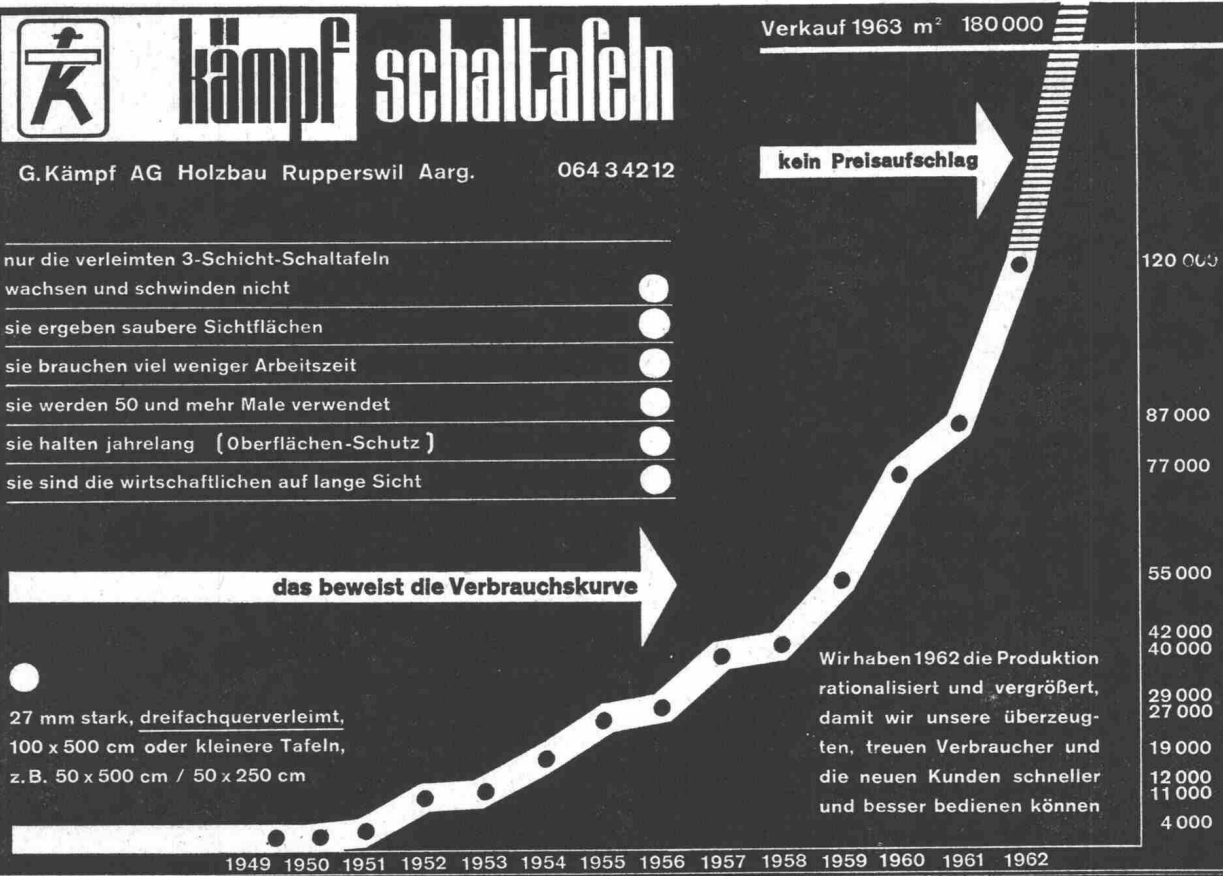 K
kämpf schaltafeln
G. Kämpf AG Holzbau Rupperswil Aarg. 064 3 42 12
nur die verleimten 3-Schicht-Schaltafeln
wachsen und schwinden nicht
sie ergeben saubere Sichtflächen
sie brauchen viel weniger Arbeitszeit
sie werden 50 und mehr Male verwendet
sie halten jahrelang (Oberflächen-Schutz)
sie sind die wirtschaftlichen auf lange Sicht
das beweist die Verbrauchskurve
27 mm stark, dreifachquerverleimt,
100 x 500 cm oder kleinere Tafeln,
z.B. 50 x 500 cm / 50 x 250 cm
Verkauf 1963 m² 180 000
kein Preisaufschlag
Wir haben 1962 die Produktion
rationalisiert und vergrößert,
damit wir unsere überzeug-
ten, treuen Verbraucher und
die neuen Kunden schneller
und besser bedienen können
120 000
87 000
77 000
55 000
42 000
40 000
29 000
27 000
19 000
12 000
11 000
4 000
1949 1950 1951 1952 1953 1954 1955 1956 1957 1958 1959 1960 1961 1962